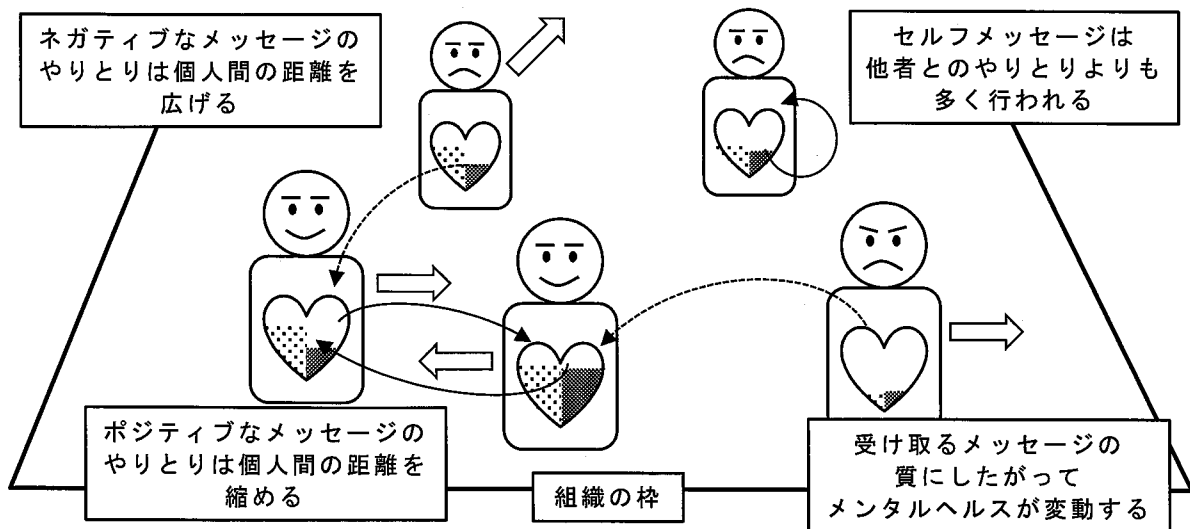 ネガティブなメッセージの
やりとりは個人間の距離を
広げる
セルフメッセージは
他者とのやりとりよりも
多く行われる
ポジティブなメッセージの
やりとりは個人間の距離を
縮める
組織の枠
受け取るメッセージの
質にしたがって
メンタルヘルスが変動する